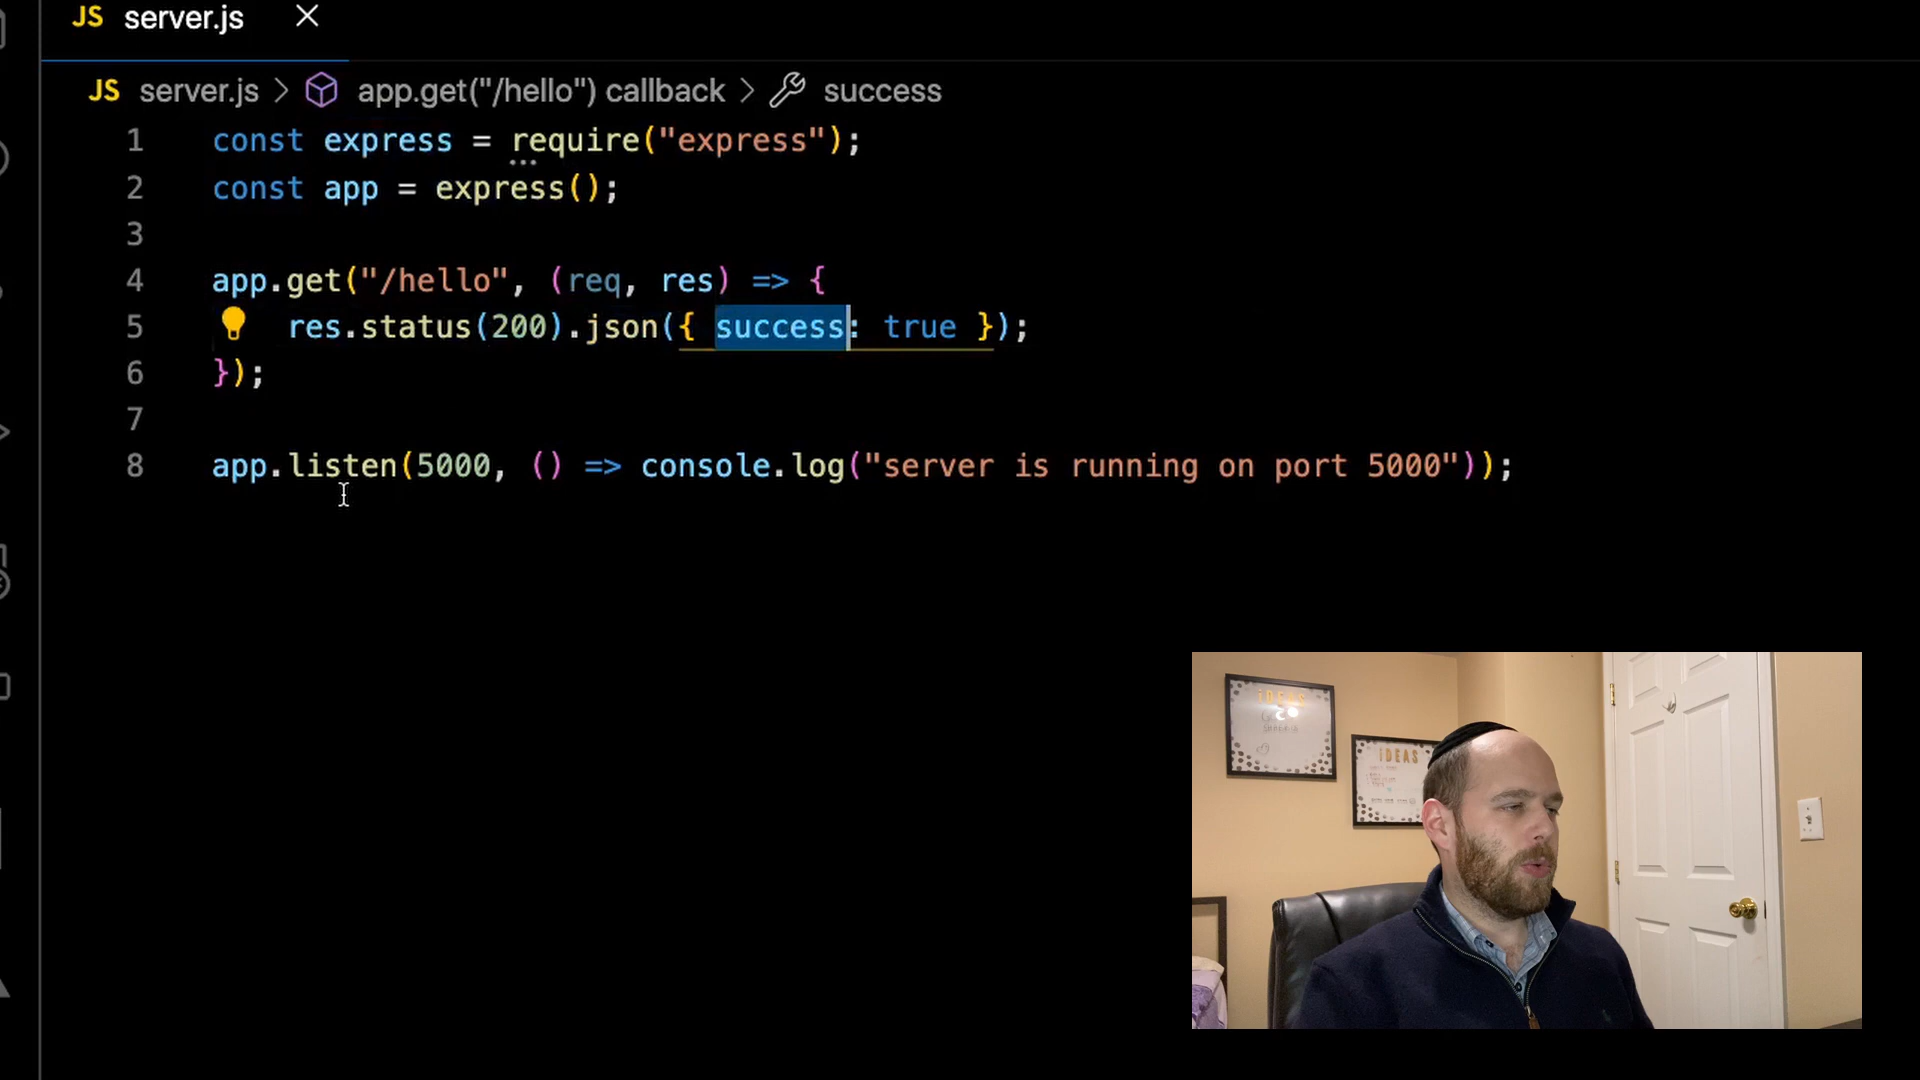 JS server.js
JS server.js > app.get("/hello") callback > success
1 const express = require("express");
2 const app = express();
3
4 app.get("/hello", (req, res) => {
5 res.status(200).json({ success: true });
6 });
7
8 app.listen(5000, () => console.log("server is running on port 5000"));
iDEAS
iDEAS